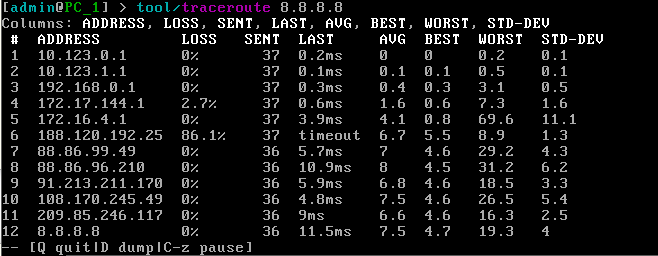 [admin@PC_1] > tool/traceroute 8.8.8.8
Columns: ADDRESS, LOSS, SENT, LAST, AVG, BEST, WORST, STD-DEV
# ADDRESS LOSS SENT LAST AVG BEST WORST STD-DEV
1 10.123.0.1 0% 37 0.2ms 0 0 0.2 0.1
2 10.123.1.1 0% 37 0.1ms 0.1 0.1 0.5 0.1
3 192.168.0.1 0% 37 0.3ms 0.4 0.3 3.1 0.5
4 172.17.144.1 2.7% 37 0.6ms 1.6 0.6 7.3 1.6
5 172.16.4.1 0% 37 3.9ms 4.1 0.8 69.6 11.1
6 188.120.192.25 86.1% 37 timeout 6.7 5.5 8.9 1.3
7 88.86.99.49 0% 36 5.7ms 7 4.6 29.2 4.3
8 88.86.96.210 0% 36 10.9ms 8 4.5 31.2 6.2
9 91.213.211.170 0% 36 5.9ms 6.8 4.6 18.5 3.3
10 108.170.245.49 0% 36 4.8ms 7.5 4.6 26.5 5.4
11 209.85.246.117 0% 36 9ms 6.6 4.6 16.3 2.5
12 8.8.8.8 0% 36 11.5ms 7.5 4.7 19.3 4
-- [Q quit|D dump|C-z pause]